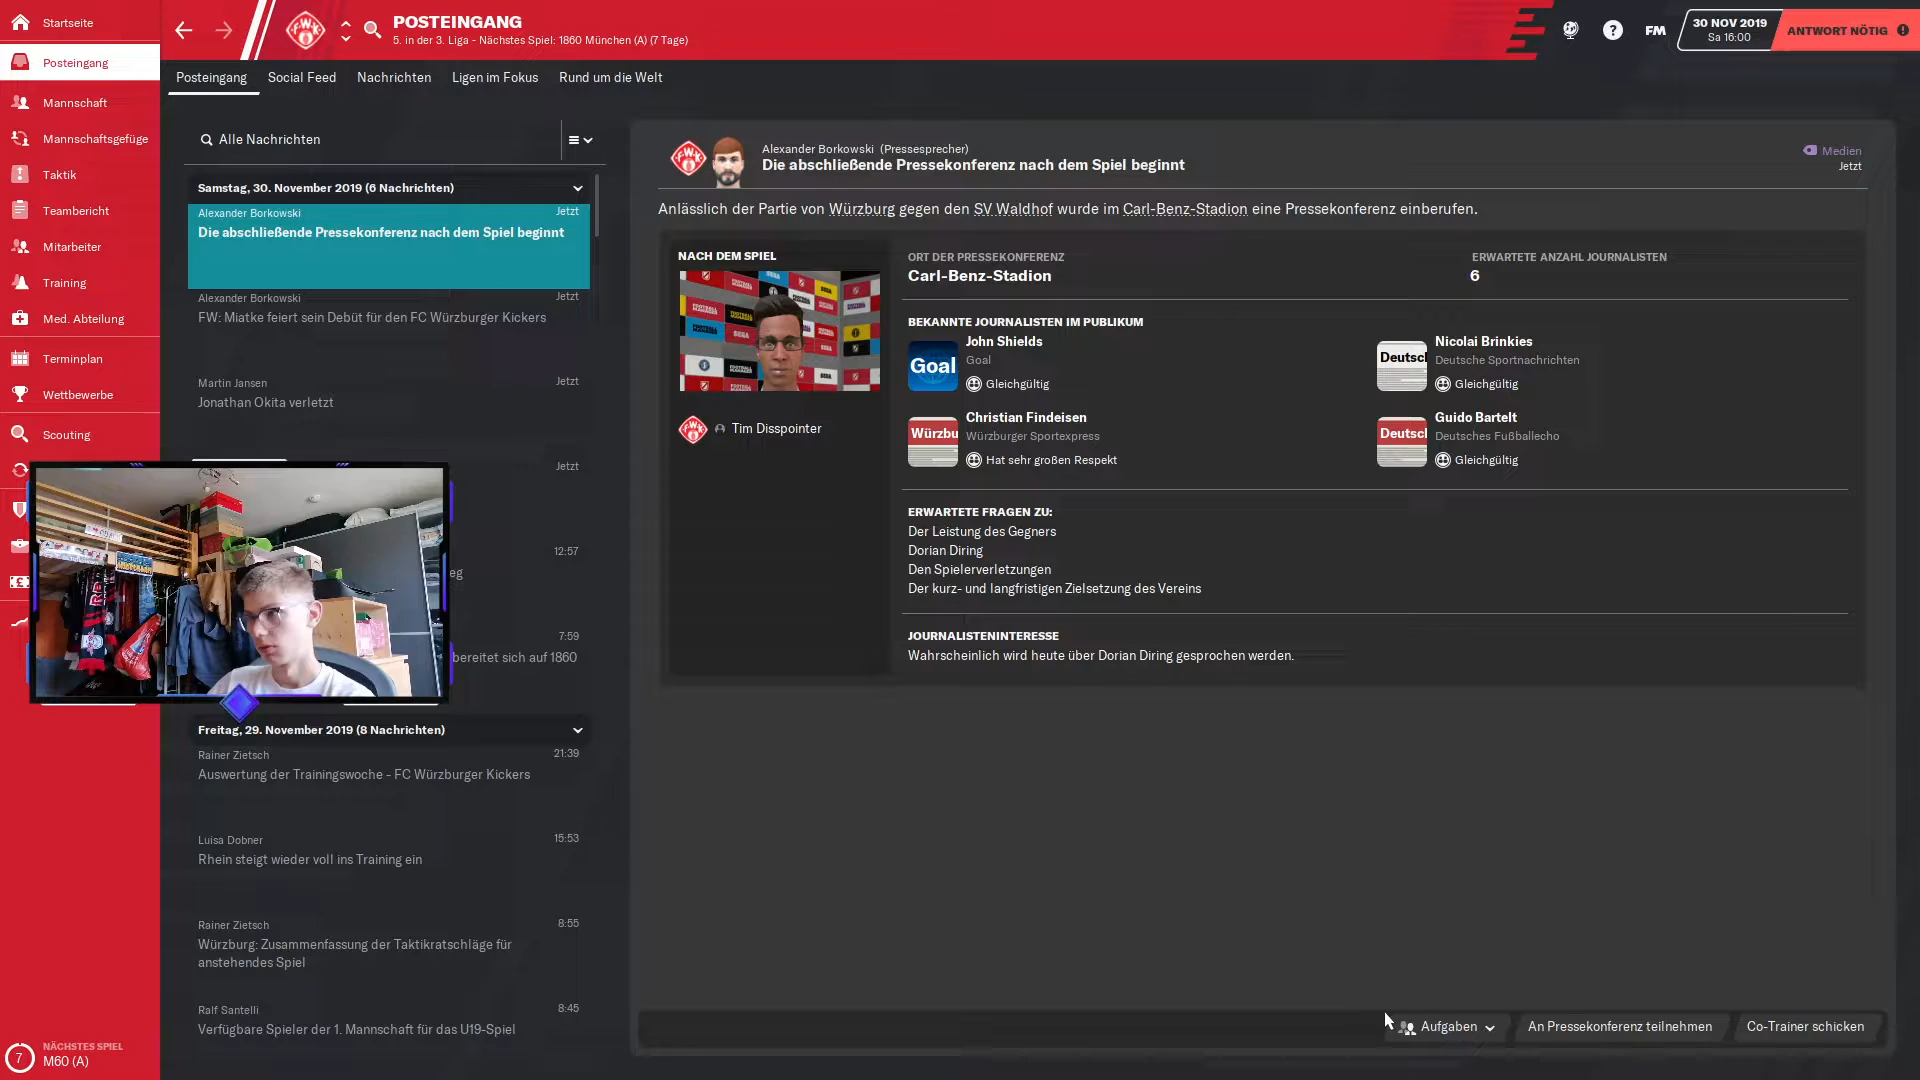 Startseite
Posteingang
Mannschaft
Mannschaftsgefüge
Taktik
Teambericht
Mitarbeiter
Training
Med. Abteilung
Terminplan
Wettbewerbe
Scouting
NÄCHSTES SPIEL
7
M60 (A)
POSTEINGANG
5. in der 3. Liga - Nächstes Spiel: 1860 München (A) (7 Tage)
FM
30 NOV 2019
Sa 16:00
ANTWORT NÖTIG
Posteingang
Social Feed
Nachrichten
Ligen im Fokus
Rund um die Welt
Alle Nachrichten
Samstag, 30. November 2019 (6 Nachrichten)
Alexander Borkowski
Jetzt
Die abschließende Pressekonferenz nach dem Spiel beginnt
Alexander Borkowski
Jetzt
FW: Miatke feiert sein Debüt für den FC Würzburger Kickers
Martin Jansen
Jetzt
Jonathan Okita verletzt
Jetzt
12:57
eg
7:59
bereitet sich auf 1860
Freitag, 29. November 2019 (8 Nachrichten)
Rainer Zietsch
21:39
Auswertung der Trainingswoche - FC Würzburger Kickers
Luisa Dobner
15:53
Rhein steigt wieder voll ins Training ein
Rainer Zietsch
8:55
Würzburg: Zusammenfassung der Taktikratschläge für
anstehendes Spiel
Ralf Santelli
8:45
Verfügbare Spieler der 1. Mannschaft für das U19-Spiel
Alexander Borkowski (Pressesprecher)
Die abschließende Pressekonferenz nach dem Spiel beginnt
Medien
Jetzt
Anlässlich der Partie von Würzburg gegen den SV Waldhof wurde im Carl-Benz-Stadion eine Pressekonferenz einberufen.
NACH DEM SPIEL
Tim Disspointer
ORT DER PRESSEKONFERENZ
Carl-Benz-Stadion
ERWARTETE ANZAHL JOURNALISTEN
6
BEKANNTE JOURNALISTEN IM PUBLIKUM
Goal
John Shields
Goal
Gleichgültig
Deutsch
Nicolai Brinkies
Deutsche Sportnachrichten
Gleichgültig
Würzbu
Christian Findeisen
Würzburger Sportexpress
Hat sehr großen Respekt
Deutsch
Guido Bartelt
Deutsches Fußballecho
Gleichgültig
ERWARTETE FRAGEN ZU:
Der Leistung des Gegners
Dorian Diring
Den Spielerverletzungen
Der kurz- und langfristigen Zielsetzung des Vereins
JOURNALISTENINTERESSE
Wahrscheinlich wird heute über Dorian Diring gesprochen werden.
Aufgaben
An Pressekonferenz teilnehmen
Co-Trainer schicken